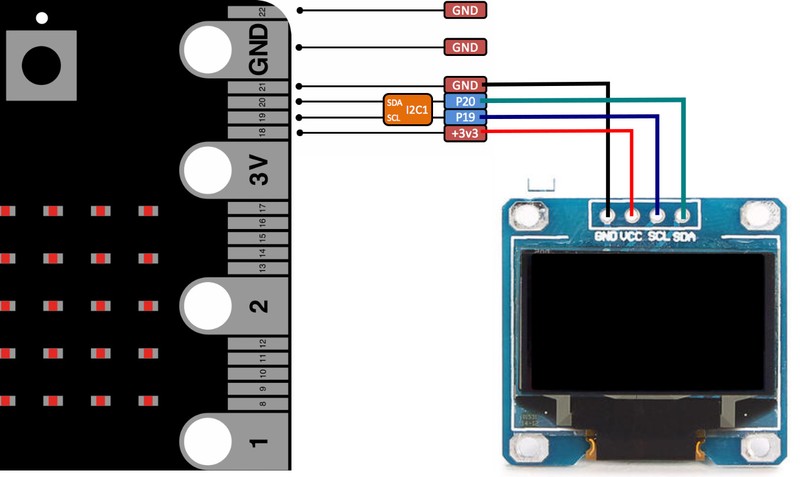 22
GND
21
20
19
18
3V
17
16
15
14
13
2
12
11
10
9
8
1
GND
GND
GND
SDA
I2C1
SCL
P20
P19
+3v3
GND VCC SCL SDA